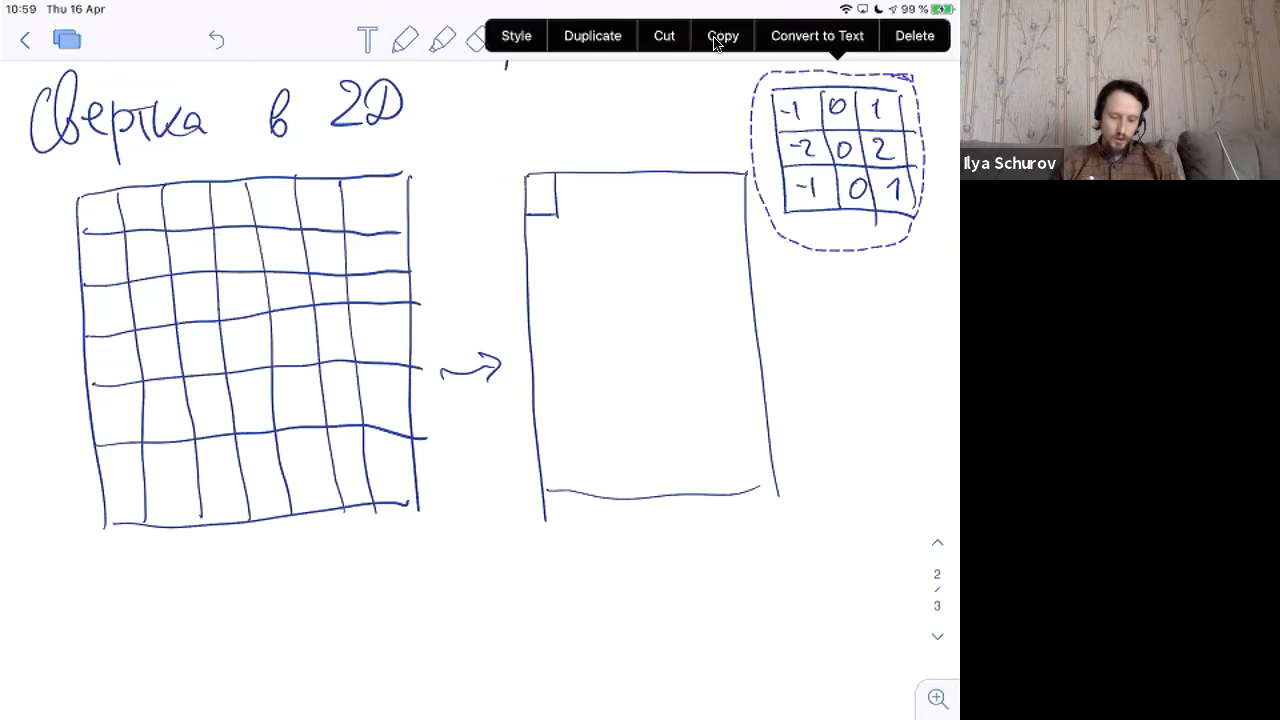 10:59 Thu 16 Apr 99 %
Style Duplicate Cut Copy Convert to Text Delete
T
Свертка в 2D
-1 0 1
-2 0 2
-1 0 1
Ilya Schurov
2
/
3